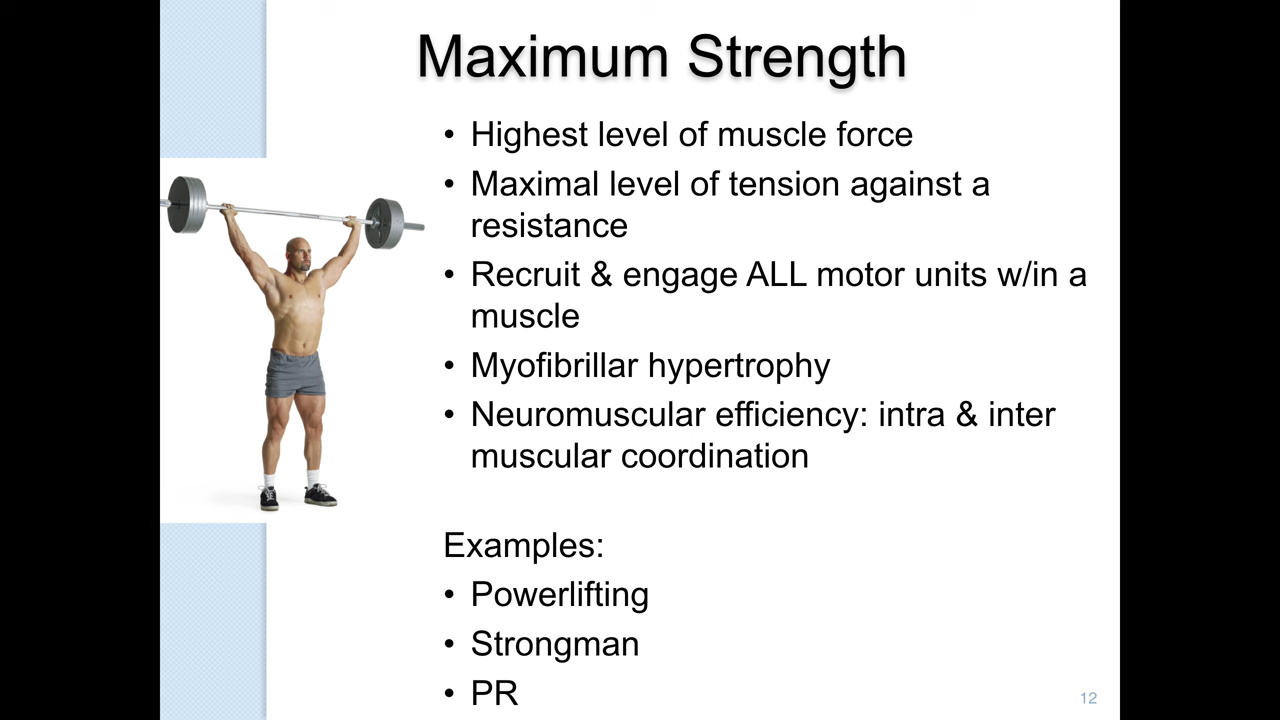 Maximum Strength
• Highest level of muscle force
• Maximal level of tension against a
resistance
• Recruit & engage ALL motor units w/in a
muscle
• Myofibrillar hypertrophy
• Neuromuscular efficiency: intra & inter
muscular coordination
Examples:
• Powerlifting
• Strongman
• PR
12